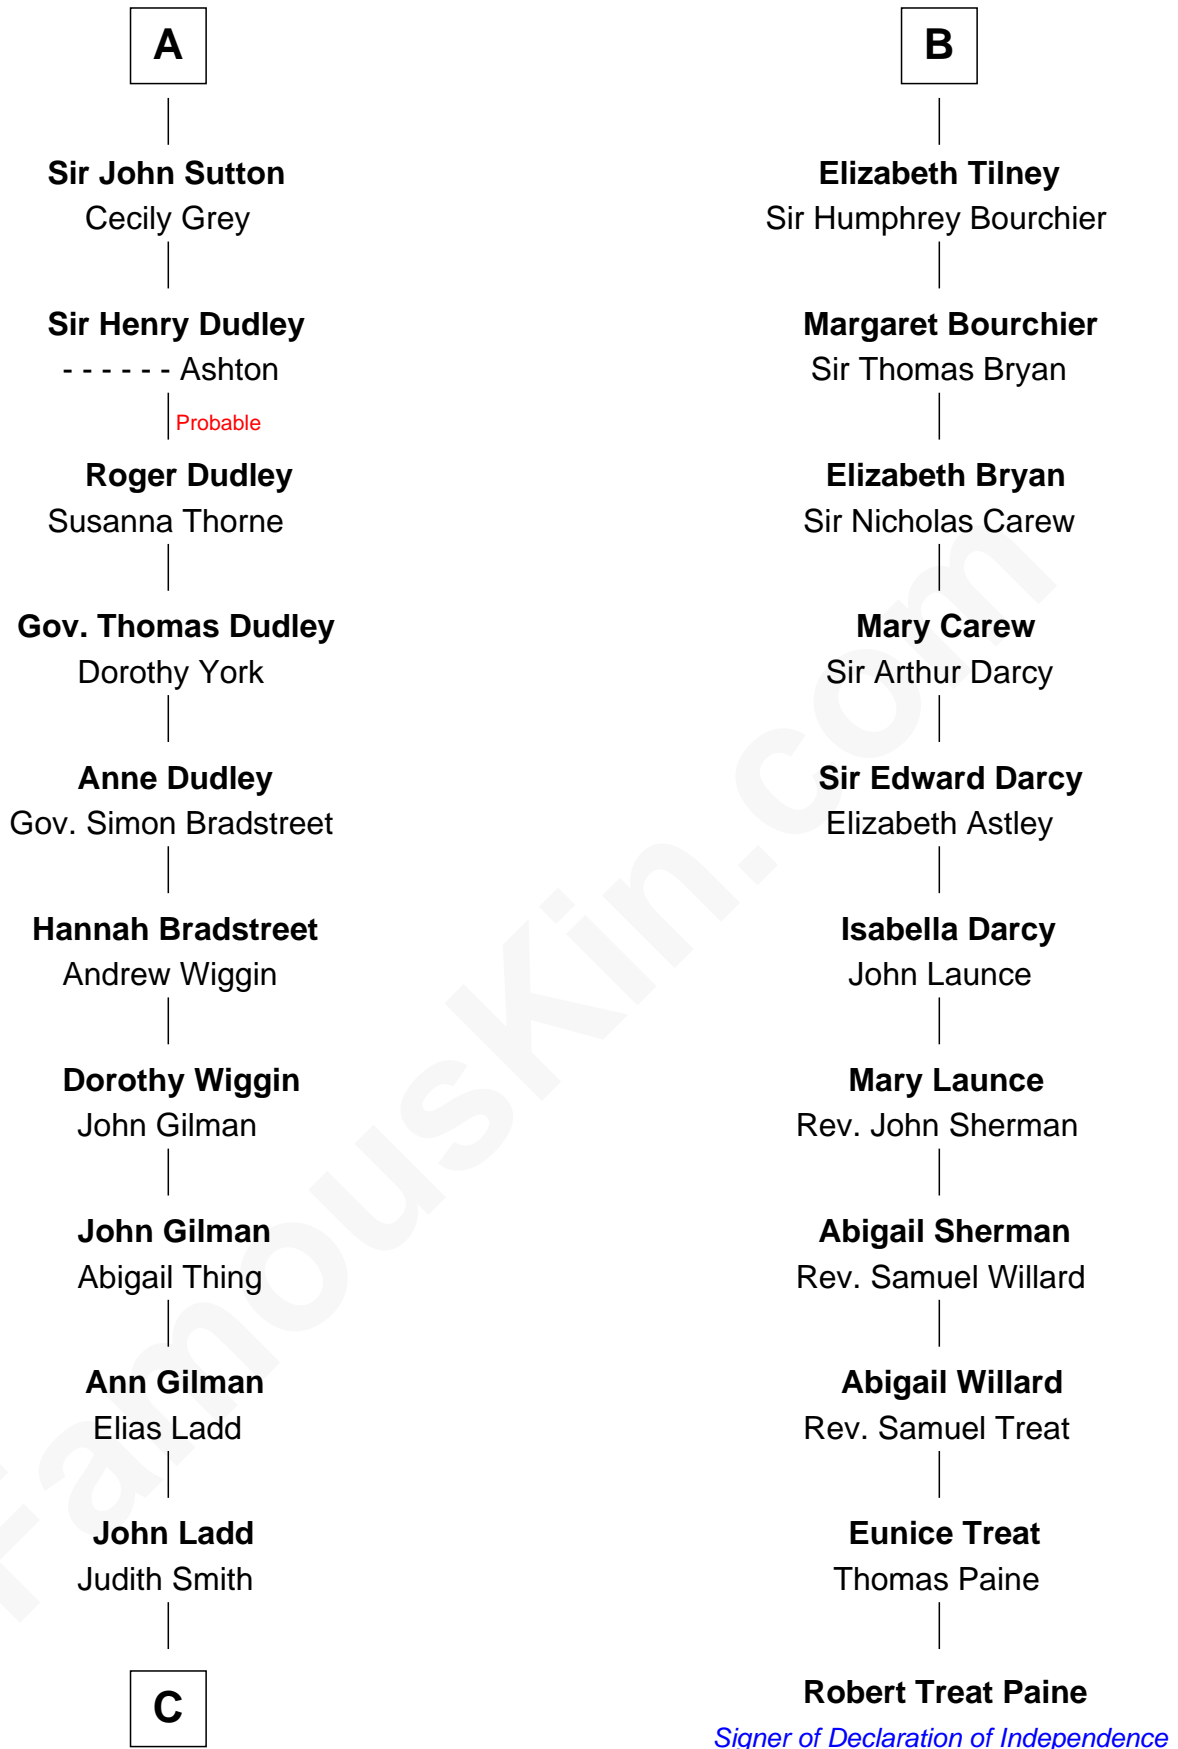 A
Sir John Sutton
Cecily Grey
Sir Henry Dudley
- - - - - - Ashton
Probable
Roger Dudley
Susanna Thorne
Gov. Thomas Dudley
Dorothy York
Anne Dudley
Gov. Simon Bradstreet
Hannah Bradstreet
Andrew Wiggin
Dorothy Wiggin
John Gilman
John Gilman
Abigail Thing
Ann Gilman
Elias Ladd
John Ladd
Judith Smith
C
B
Elizabeth Tilney
Sir Humphrey Bourchier
Margaret Bourchier
Sir Thomas Bryan
Elizabeth Bryan
Sir Nicholas Carew
Mary Carew
Sir Arthur Darcy
Sir Edward Darcy
Elizabeth Astley
Isabella Darcy
John Launce
Mary Launce
Rev. John Sherman
Abigail Sherman
Rev. Samuel Willard
Abigail Willard
Rev. Samuel Treat
Eunice Treat
Thomas Paine
Robert Treat Paine
Signer of Declaration of Independence
FamousKin.com